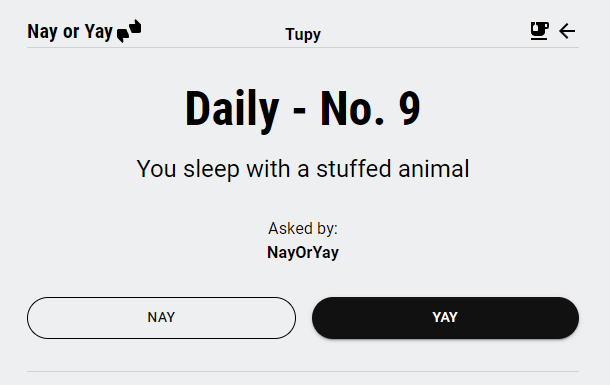 Nay or Yay
Tupy
Daily - No. 9
You sleep with a stuffed animal
Asked by:
NayOrYay
NAY
YAY